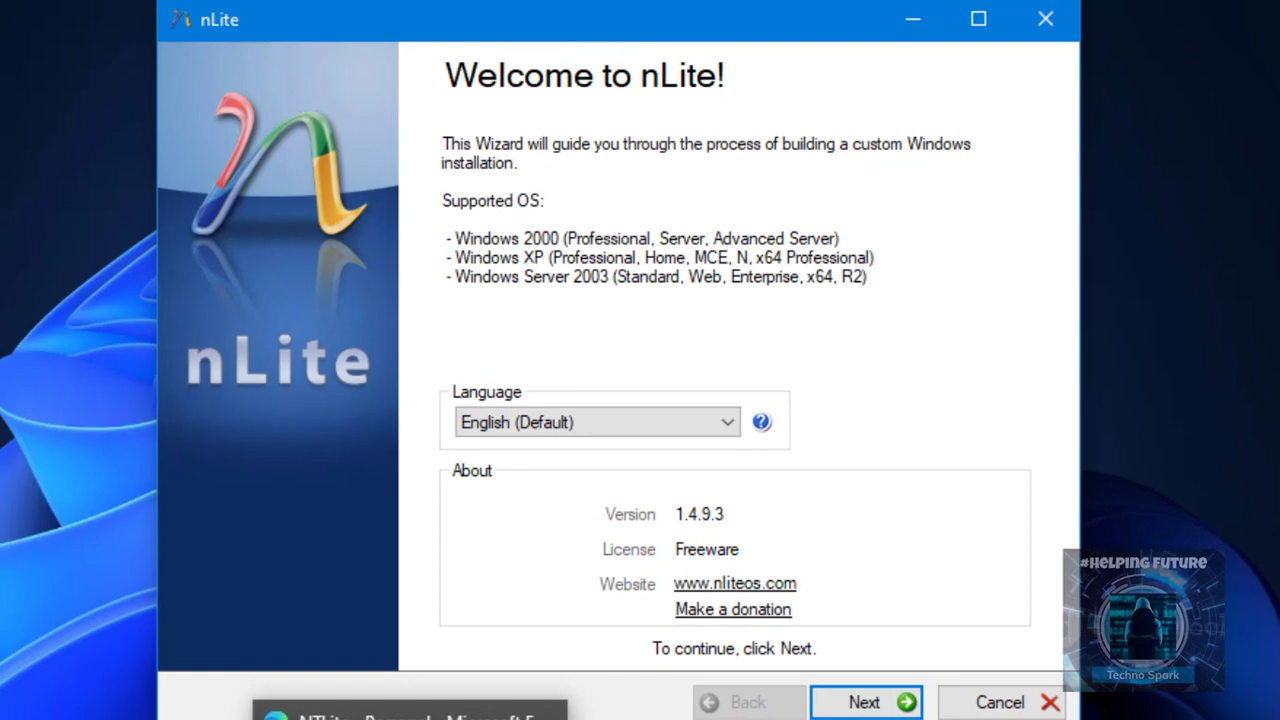 nLite
Welcome to nLite!
This Wizard will guide you through the process of building a custom Windows
installation.
Supported OS:
- Windows 2000 (Professional, Server, Advanced Server)
- Windows XP (Professional, Home, MCE, N, x64 Professional)
- Windows Server 2003 (Standard, Web, Enterprise, x64, R2)
nLite
Language
English (Default)
About
Version 1.4.9.3
License Freeware
Website www.nliteos.com
Make a donation
To continue, click Next.
Back
Next
Cancel
#HELPING FUTURE
Techno Spark